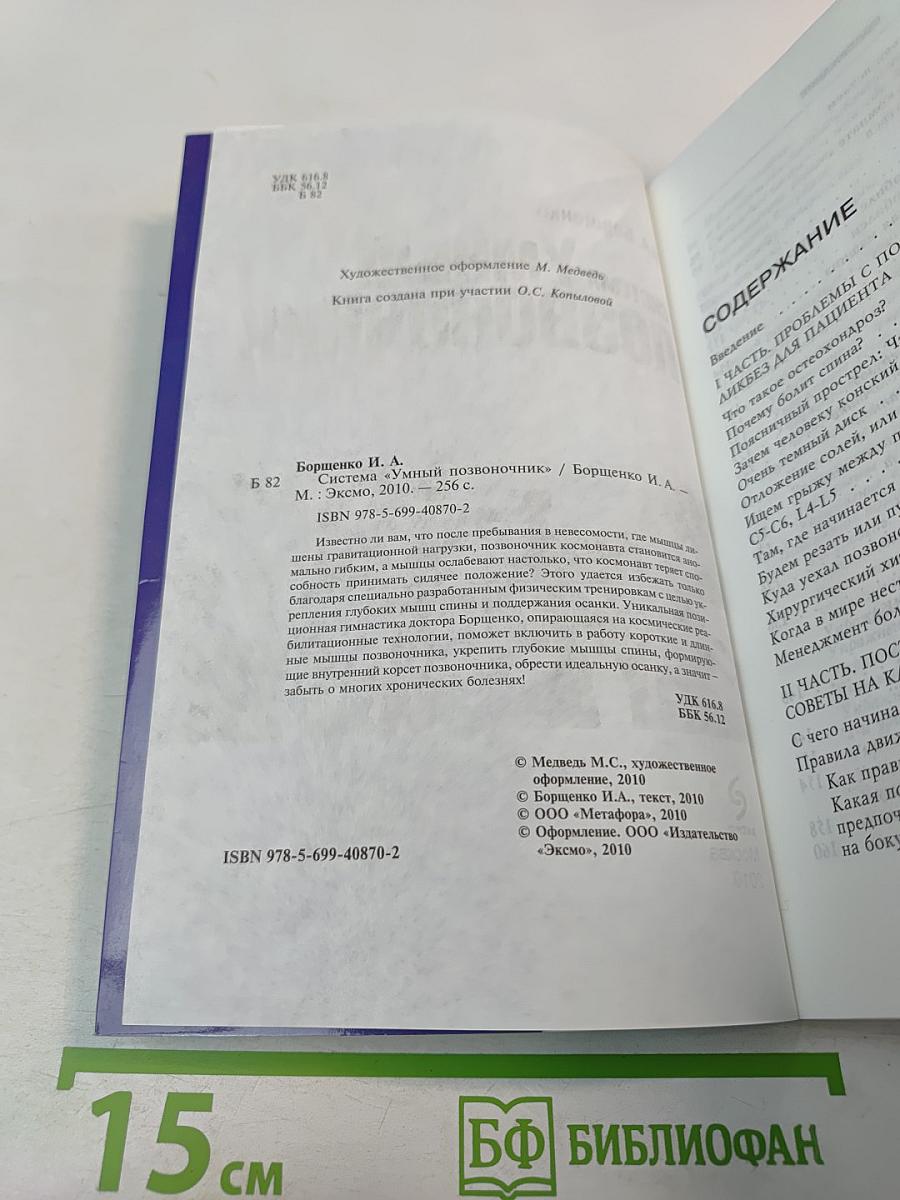 УДК 616.8
ББК 56.12
Б 82
Художественное оформление М. Медведь
Книга создана при участии О.С. Копыловой
Борщенко И. А.
Б 82 Система «Умный позвоночник» / Борщенко И. А. —
М. : Эксмо, 2010. — 256 с.
ISBN 978-5-699-40870-2
Известно ли вам, что после пребывания в невесомости, где мышцы ли-
шены гравитационной нагрузки, позвоночник космонавта становится ано-
мально гибким, а мышцы ослабевают настолько, что космонавт теряет спо-
собность принимать сидячее положение? Этого удается избежать только
благодаря специально разработанным физическим тренировкам с целью ук-
репления глубоких мышц спины и поддержания осанки. Уникальная пози-
ционная гимнастика доктора Борщенко, опирающаяся на космические реа-
билитационные технологии, поможет включить в работу короткие и длин-
ные мышцы позвоночника, укрепить глубокие мышцы спины, формирую-
щие внутренний корсет позвоночника, обрести идеальную осанку, а значит –
забыть о многих хронических болезнях!
УДК 616.8
ББК 56.12
© Медведь М.С., художественное
оформление, 2010
© Борщенко И.А., текст, 2010
© ООО «Метафора», 2010
© Оформление. ООО «Издательство
«Эксмо», 2010
ISBN 978-5-699-40870-2
СОДЕРЖАНИЕ
Введение . . . . . . . . . .
I ЧАСТЬ. ПРОБЛЕМЫ С ПО
ЛИКБЕЗ ДЛЯ ПАЦИЕНТА
Что такое остеохондроз?
Почему болит спина?
Поясничный прострел:
Зачем человеку конский
Очень темный диск . .
Отложение солей, или
Ищем грыжу между п
C5-C6, L4-L5 . . . .
Там, где начинается
Будем резать или пу
Куда уехал позвоно
Хирургический хи
Когда в мире нест
Менеджмент бол
II ЧАСТЬ. ПОСТ
СОВЕТЫ НА КА
С чего начина
Правила движ
Как прав
Какая по
предпоч
на боку
15 см
БФ БИБЛИОФАН